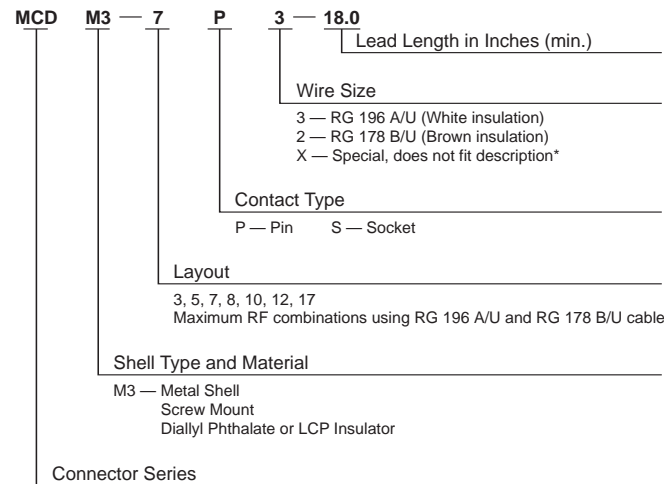 MCD M3 — 7 P 3 — 18.0
Lead Length in Inches (min.)
Wire Size
3 — RG 196 A/U (White insulation)
2 — RG 178 B/U (Brown insulation)
X — Special, does not fit description*
Contact Type
P — Pin S — Socket
Layout
3, 5, 7, 8, 10, 12, 17
Maximum RF combinations using RG 196 A/U and RG 178 B/U cable
Shell Type and Material
M3 — Metal Shell
Screw Mount
Diallyl Phthalate or LCP Insulator
Connector Series